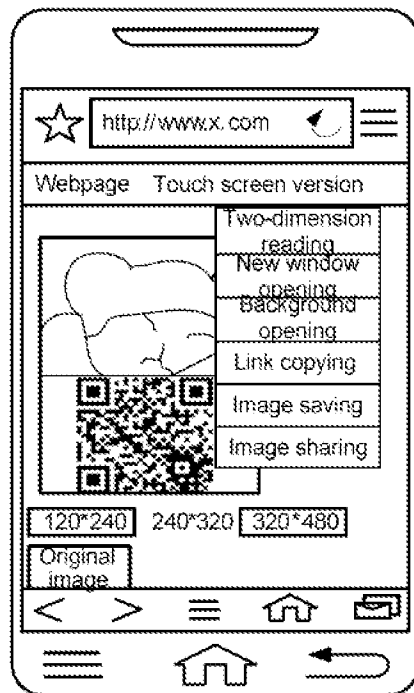 http://www.x.com
Webpage Touch screen version
Two-dimension
reading
New window
opening
Background
opening
Link copying
Image saving
Image sharing
120*240 240*320 320*480
Original
image